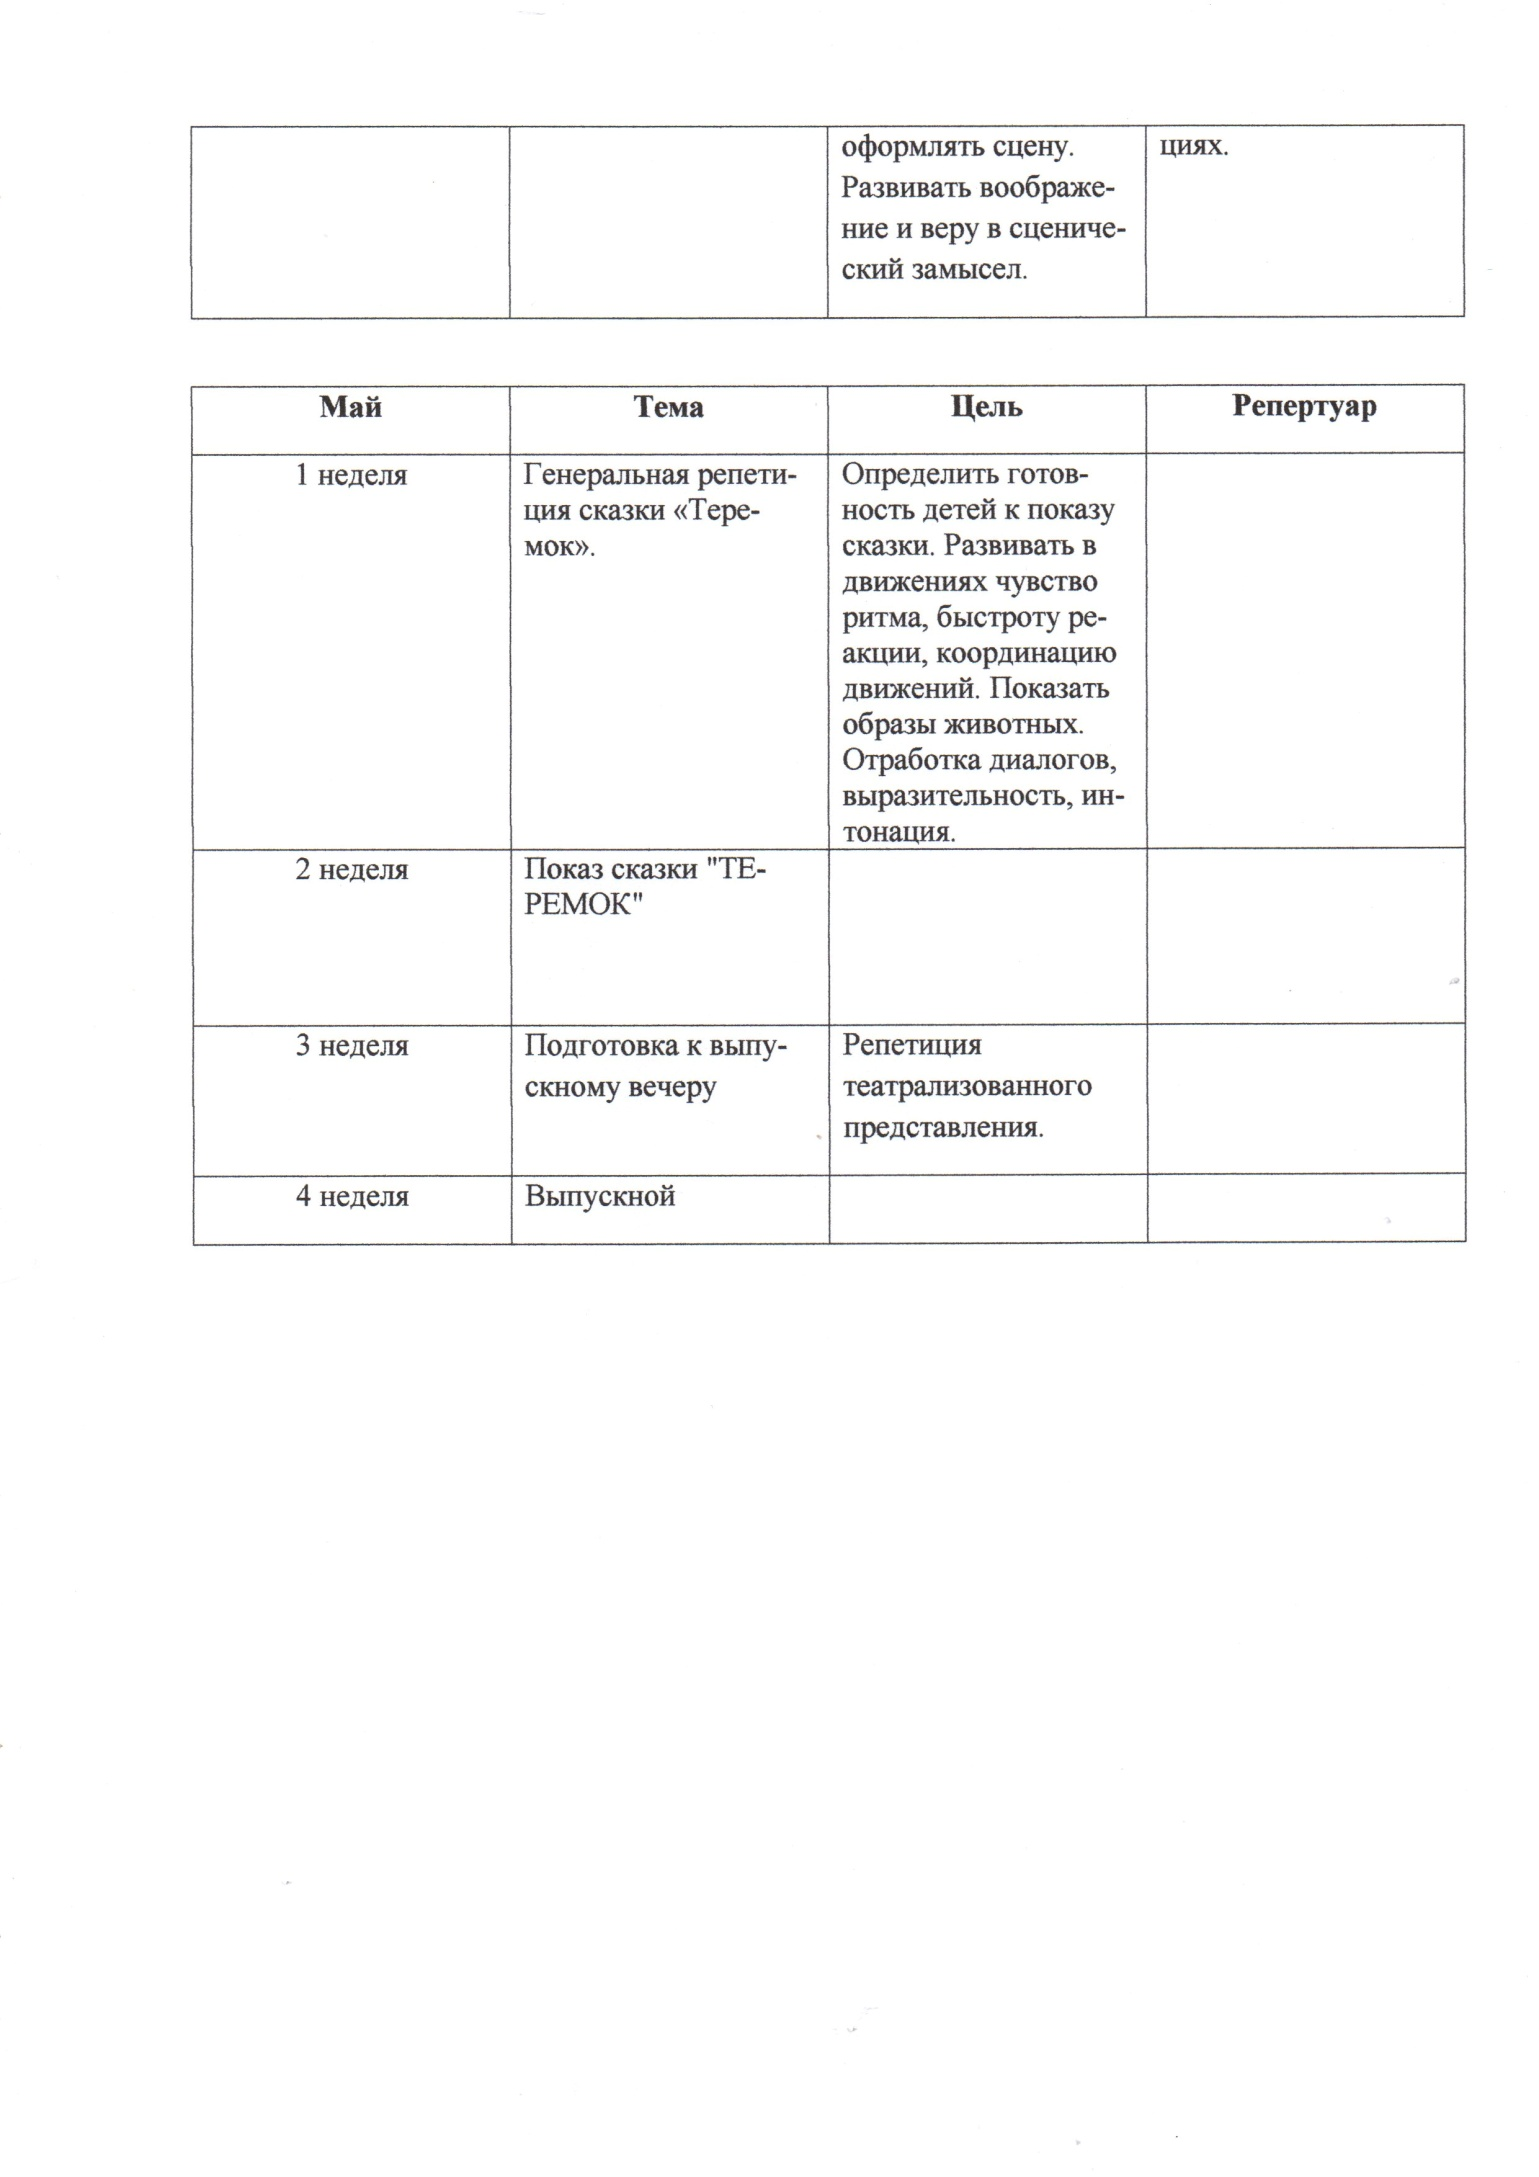 оформлять сцену.
Развивать воображе-
ние и веру в сцениче-
ский замысел.
циях.
Май Тема Цель Репертуар
1 неделя
Генеральная репети-
ция сказки «Тере-
мок».
Определить готов-
ность детей к показу
сказки. Развивать в
движениях чувство
ритма, быстроту ре-
акции, координацию
движений. Показать
образы животных.
Отработка диалогов,
выразительность, ин-
тонация.
2 неделя
Показ сказки "ТЕ-
РЕМОК"
3 неделя
Подготовка к выпу-
скному вечеру
Репетиция
театрализованного
представления.
4 неделя
Выпускной